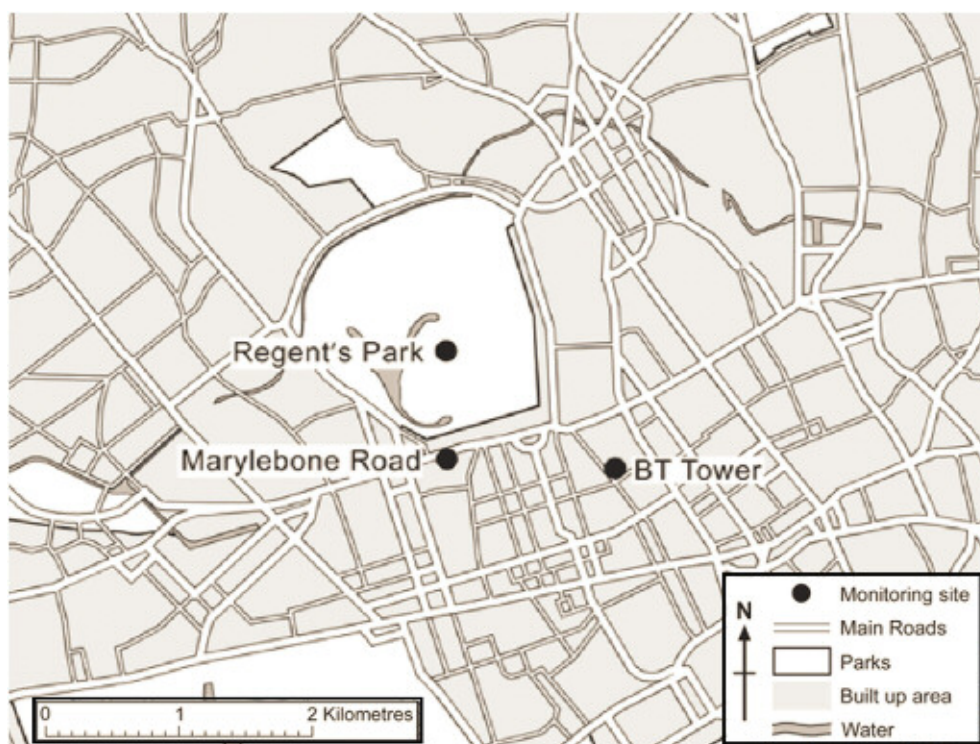 Regent's Park
Marylebone Road
BT Tower
N
Monitoring site
Main Roads
Parks
Built up area
Water
0 1 2 Kilometres